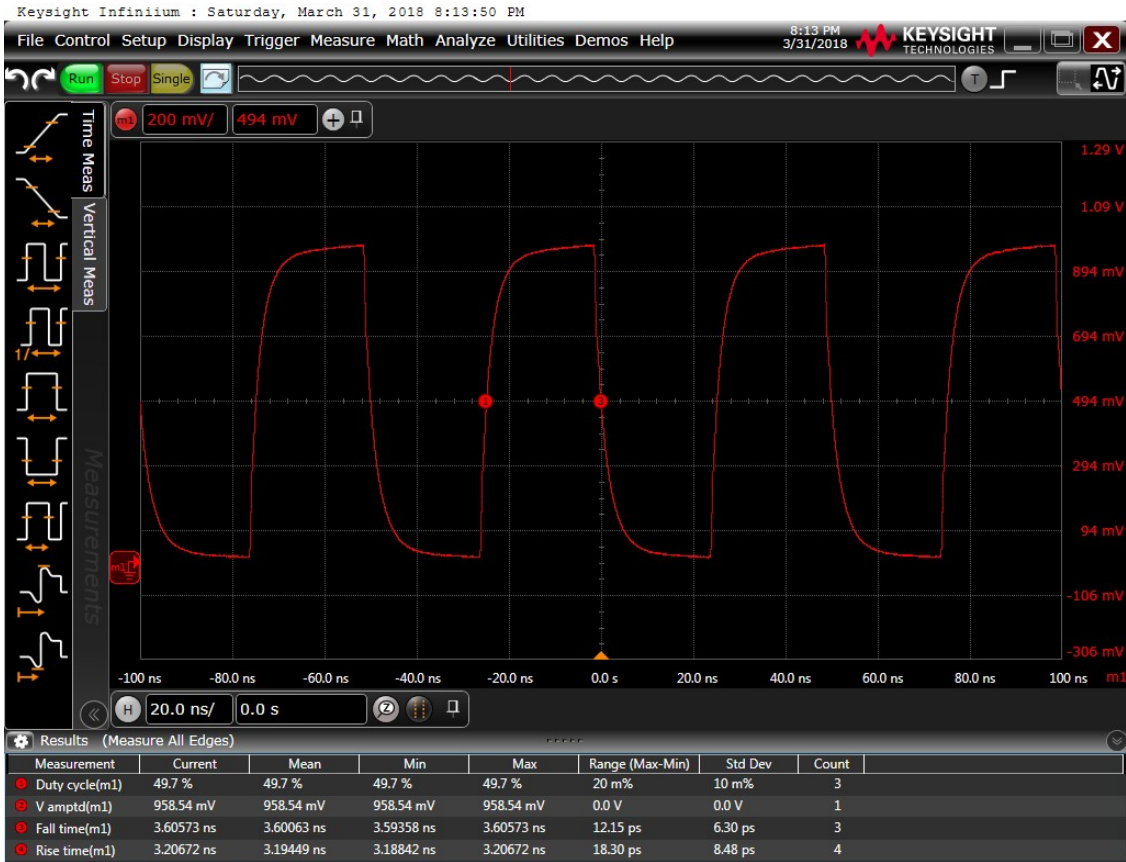 Keysight Infiniium : Saturday, March 31, 2018 8:13:50 PM
File Control Setup Display Trigger Measure Math Analyze Utilities Demos Help
8:13 PM
3/31/2018
KEYSIGHT
TECHNOLOGIES
Run Stop Single T
Time Meas
Vertical Meas
1/
Measurements
m1 200 mV/ 494 mV
1.29 V
1.09 V
894 mV
694 mV
1 3
494 mV
294 mV
94 mV
m1
-106 mV
-306 mV
-100 ns -80.0 ns -60.0 ns -40.0 ns -20.0 ns 0.0 s 20.0 ns 40.0 ns 60.0 ns 80.0 ns 100 ns m1
H 20.0 ns/ 0.0 s Z
Results (Measure All Edges)
Measurement Current Mean Min Max Range (Max-Min) Std Dev Count
1 Duty cycle(m1) 49.7 % 49.7 % 49.7 % 49.7 % 20 m% 10 m% 3
2 V amptd(m1) 958.54 mV 958.54 mV 958.54 mV 958.54 mV 0.0 V 0.0 V 1
3 Fall time(m1) 3.60573 ns 3.60063 ns 3.59358 ns 3.60573 ns 12.15 ps 6.30 ps 3
4 Rise time(m1) 3.20672 ns 3.19449 ns 3.18842 ns 3.20672 ns 18.30 ps 8.48 ps 4